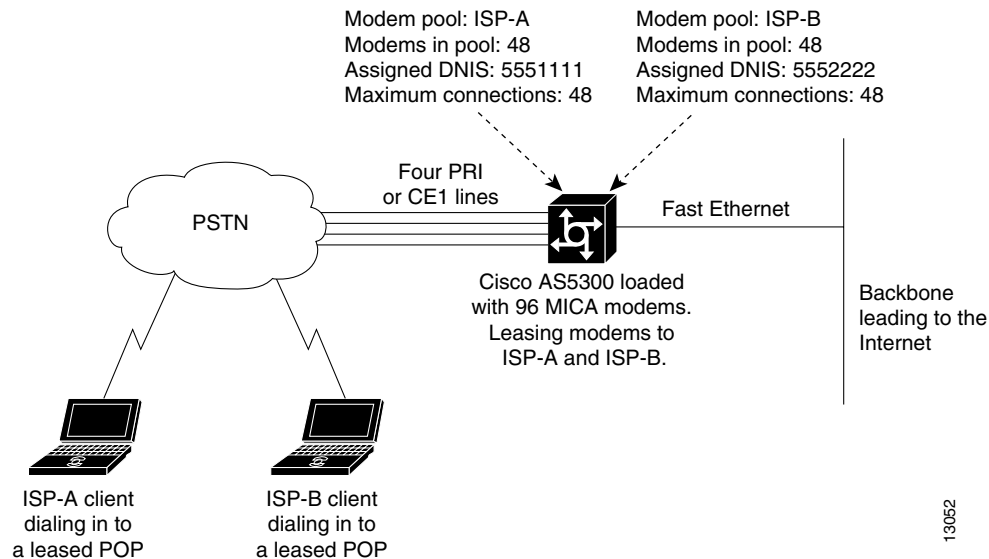 Modem pool: ISP-A
Modems in pool: 48
Assigned DNIS: 5551111
Maximum connections: 48
Modem pool: ISP-B
Modems in pool: 48
Assigned DNIS: 5552222
Maximum connections: 48
Four PRI
or CE1 lines
PSTN
Fast Ethernet
Cisco AS5300 loaded
with 96 MICA modems.
Leasing modems to
ISP-A and ISP-B.
Backbone
leading to the
Internet
ISP-A client
dialing in to
a leased POP
ISP-B client
dialing in to
a leased POP
13052